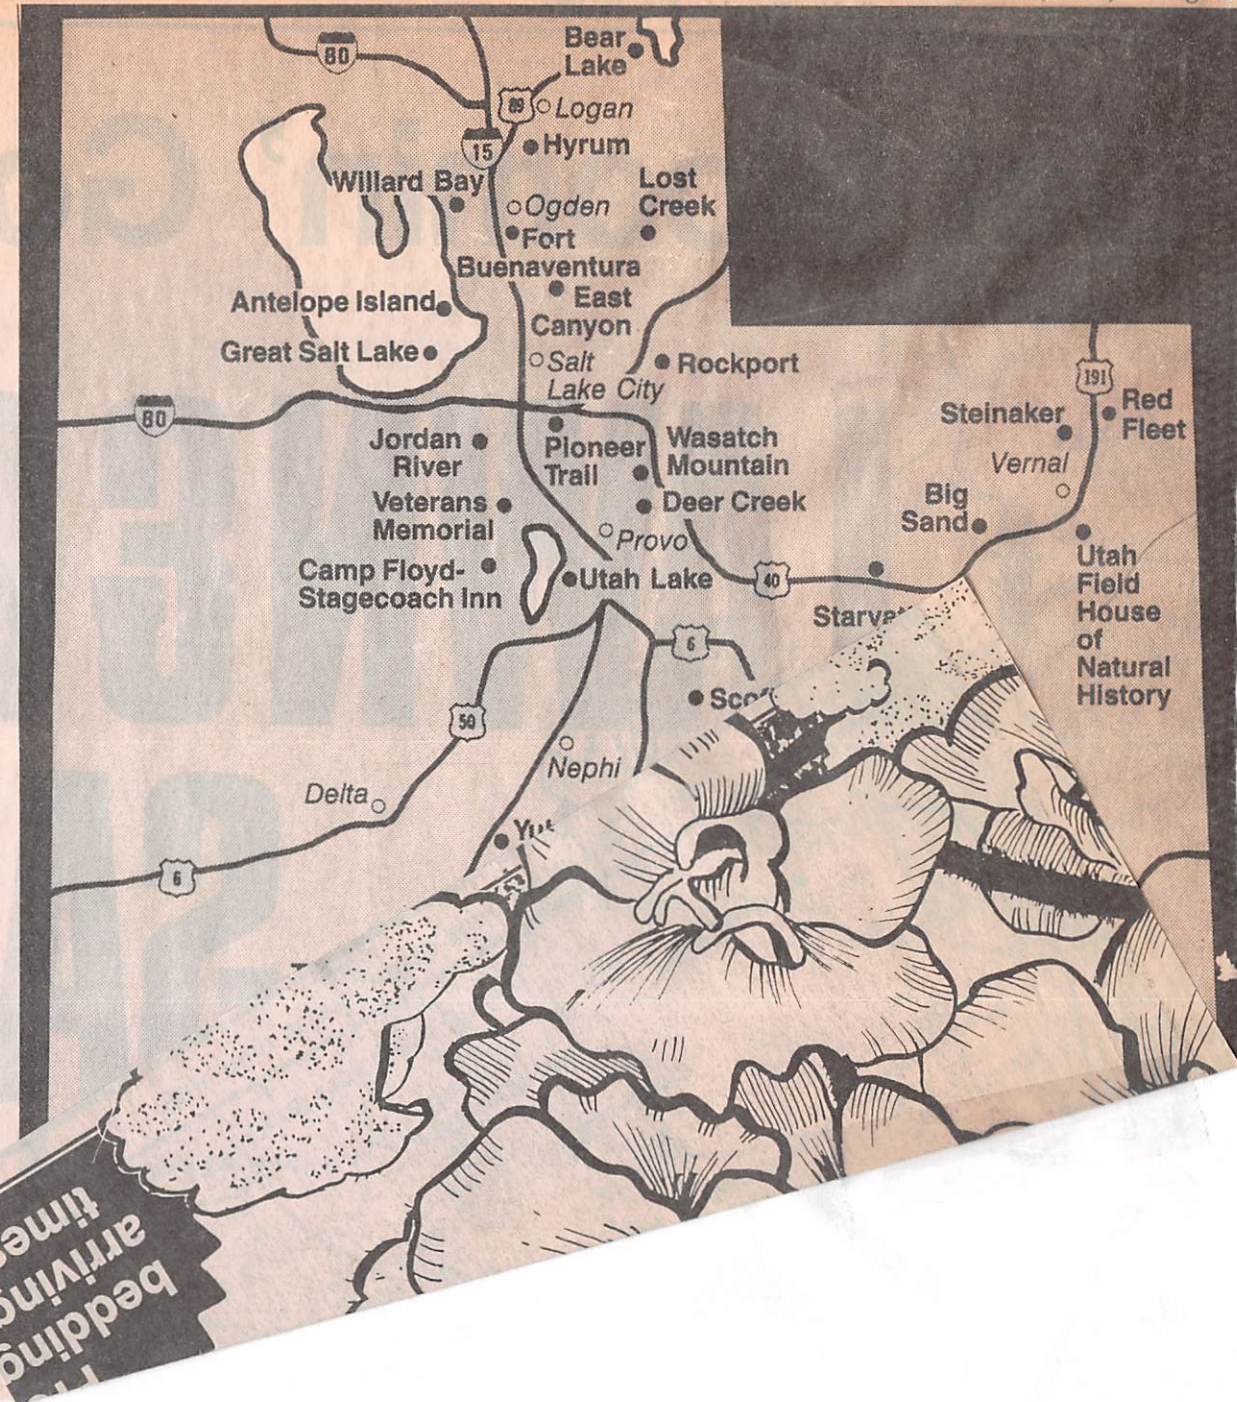 Bear
Lake
80
89
Logan
15
Hyrum
Willard Bay
Lost
Creek
Ogden
Fort
Buenaventura
Antelope Island
East
Canyon
Great Salt Lake
Salt
Lake City
Rockport
191
80
Steinaker
Red
Fleet
Jordan
River
Pioneer
Trail
Wasatch
Mountain
Vernal
Veterans
Memorial
Deer Creek
Big
Sand
Provo
Camp Floyd-
Stagecoach Inn
Utah Lake
40
Utah
Field
House
of
Natural
History
Starvat
6
Scof
50
Nephi
Delta
Yu
6
times
arriving
bedding